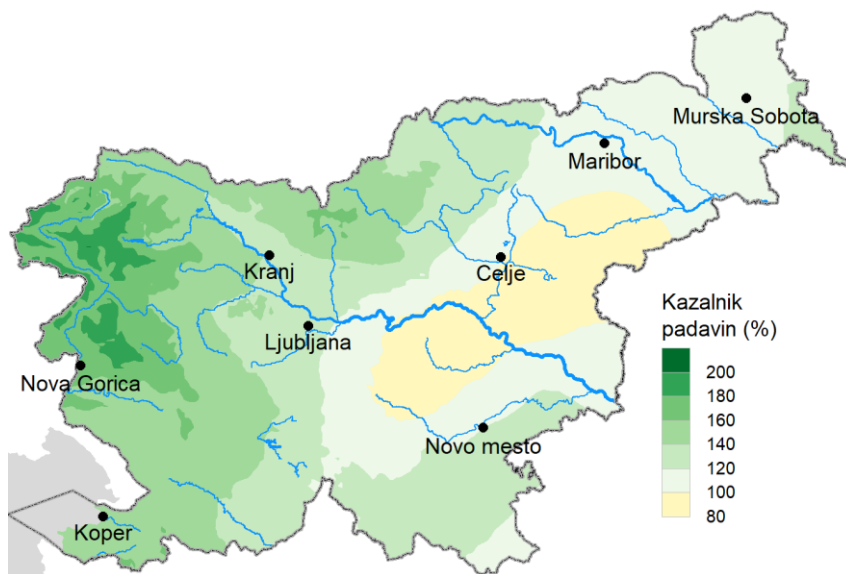 Murska Sobota
Maribor
Kranj
Celje
Ljubljana
Nova Gorica
Novo mesto
Koper
Kazalnik
padavin (%)
200
180
160
140
120
100
80